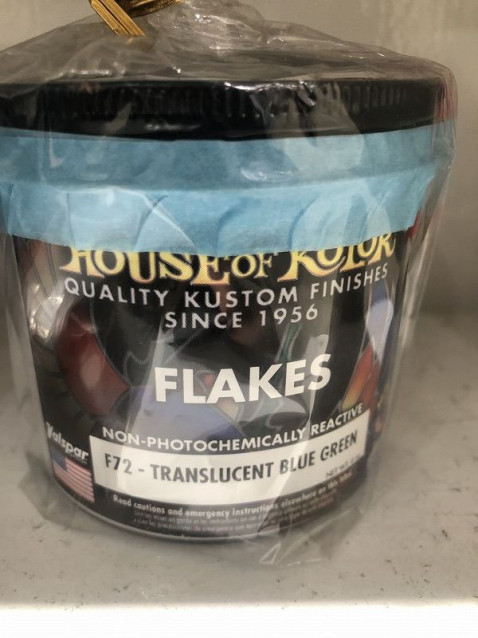 HOUSE OF KOLOR
QUALITY KUSTOM FINISHES
SINCE 1956
FLAKES
NON-PHOTOCHEMICALLY REACTIVE
Valspar
F72 - TRANSLUCENT BLUE GREEN
Read cautions and emergency instructions elsewhere on this label